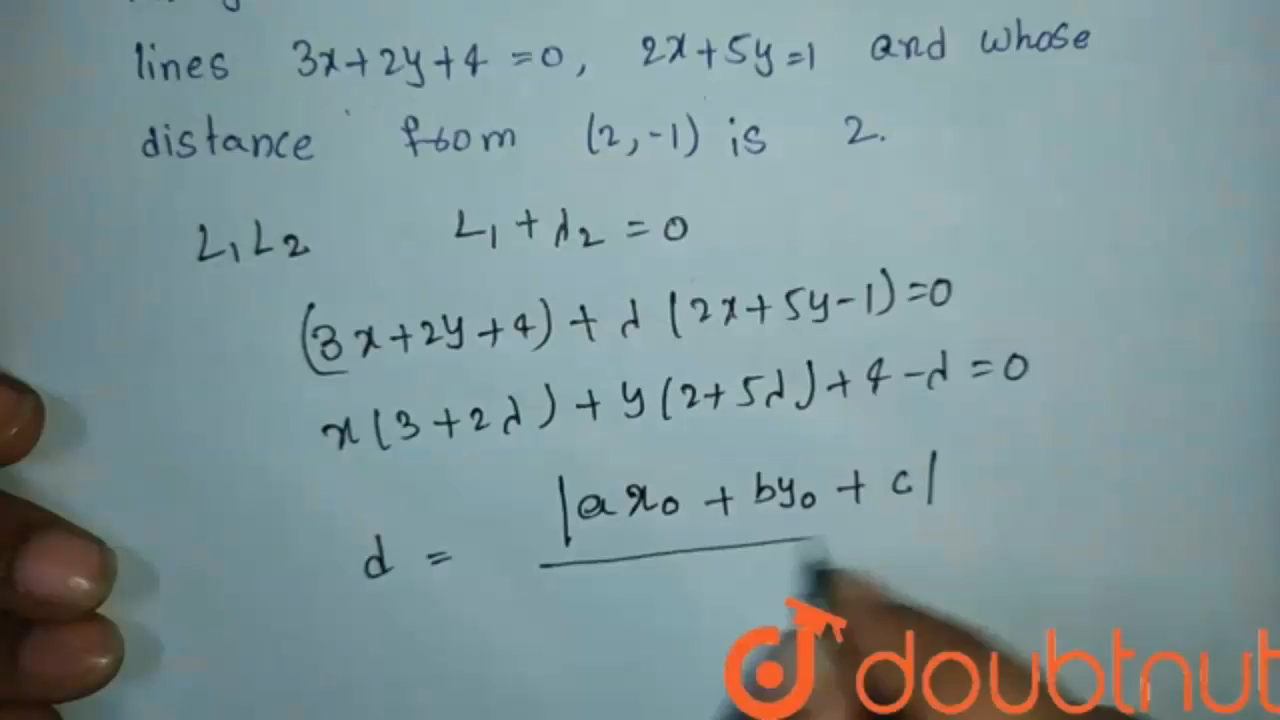 lines 3x+2y+4=0, 2x+5y=1 and whose
distance from (2,-1) is 2.
L₁L₂ L₁+λ₂=0
(3x+2y+4)+λ(2x+5y-1)=0
x(3+2λ)+y(2+5λ)+4-λ=0
d = |ax₀+by₀+c|
doubtnut